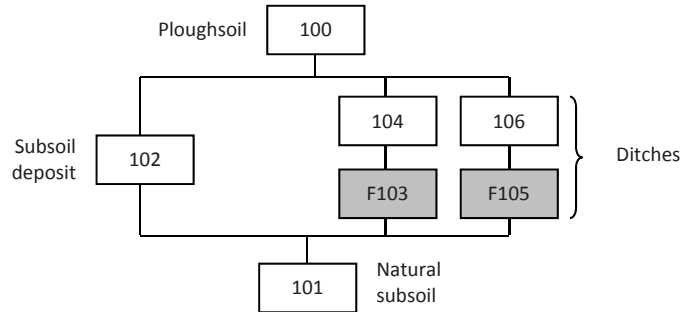 Ploughsoil
100
104
106
Subsoil
deposit
102
Ditches
F103
F105
101
Natural
subsoil